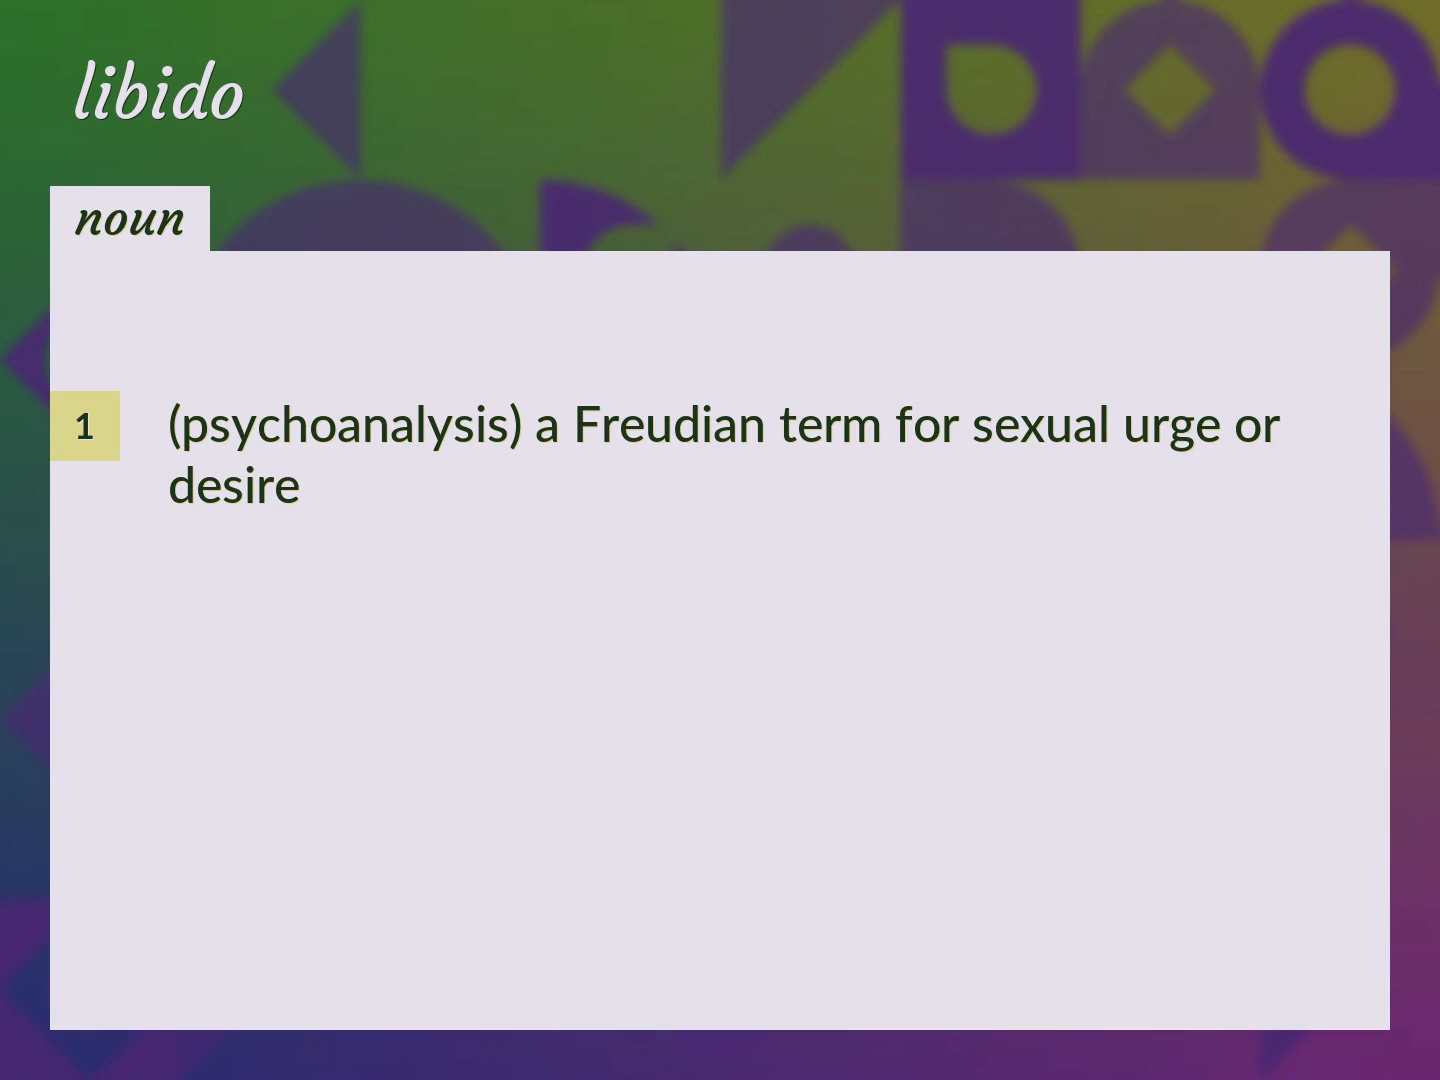 libido
noun
1
(psychoanalysis) a Freudian term for sexual urge or
desire